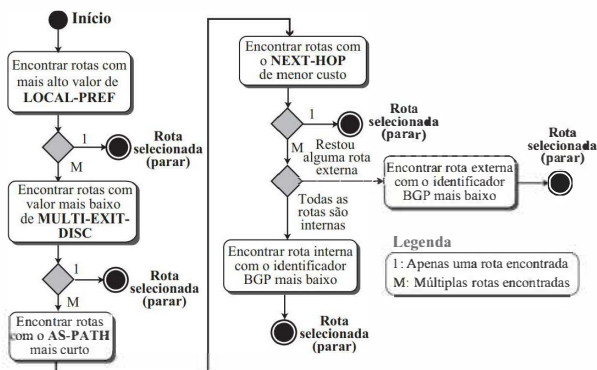 Início
Encontrar rotas com
mais alto valor de
LOCAL-PREF
1
Rota
selecionada
(parar)
M
Encontrar rotas com
valor mais baixo
de MULTI-EXIT-
DISC
1
Rota
selecionada
(parar)
M
Encontrar rotas
com o AS-PATH
mais curto
Encontrar rotas com
o NEXT-HOP
de menor custo
1
Rota
selecionada
(parar)
M
Restou
alguma rota
externa
Encontrar rota externa
com o identificador
BGP mais baixo
Rota
selecionada
(parar)
Todas as
rotas são
internas
Encontrar rota interna
com o identificador
BGP mais baixo
Rota
selecionada
(parar)
Legenda
1: Apenas uma rota encontrada
M: Múltiplas rotas encontradas